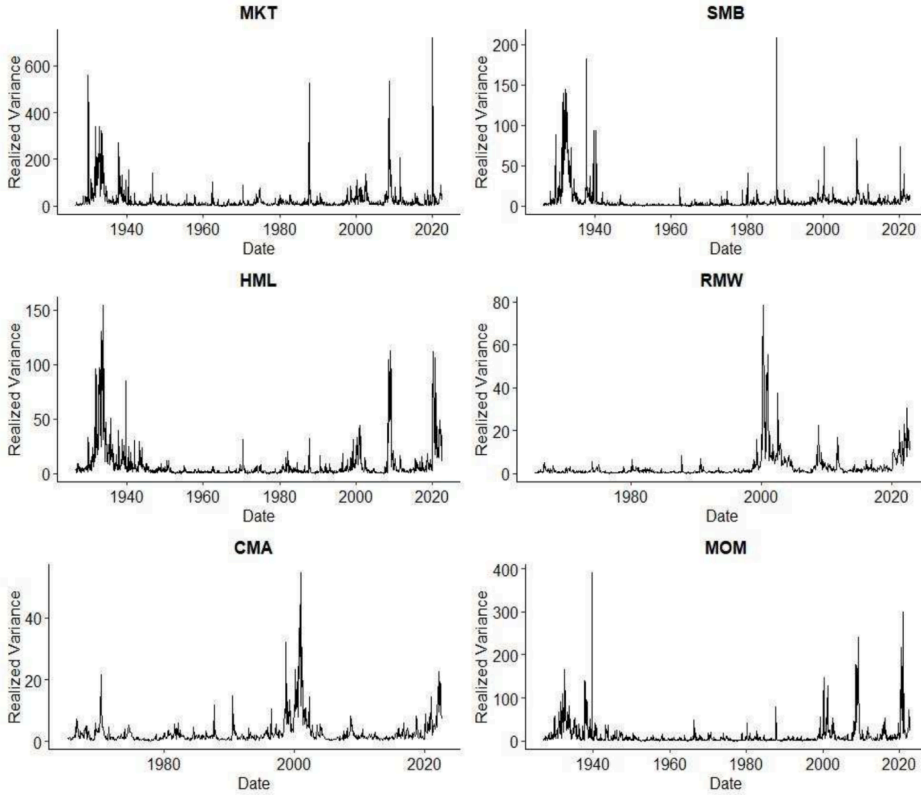 MKT
Realized Variance
600
400
200
0
1940 1960 1980 2000 2020
Date
SMB
Realized Variance
200
150
100
50
0
1940 1960 1980 2000 2020
Date
HML
Realized Variance
150
100
50
0
1940 1960 1980 2000 2020
Date
RMW
Realized Variance
80
60
40
20
0
1980 2000 2020
Date
CMA
Realized Variance
40
20
0
1980 2000 2020
Date
MOM
Realized Variance
400
300
200
100
0
1940 1960 1980 2000 2020
Date